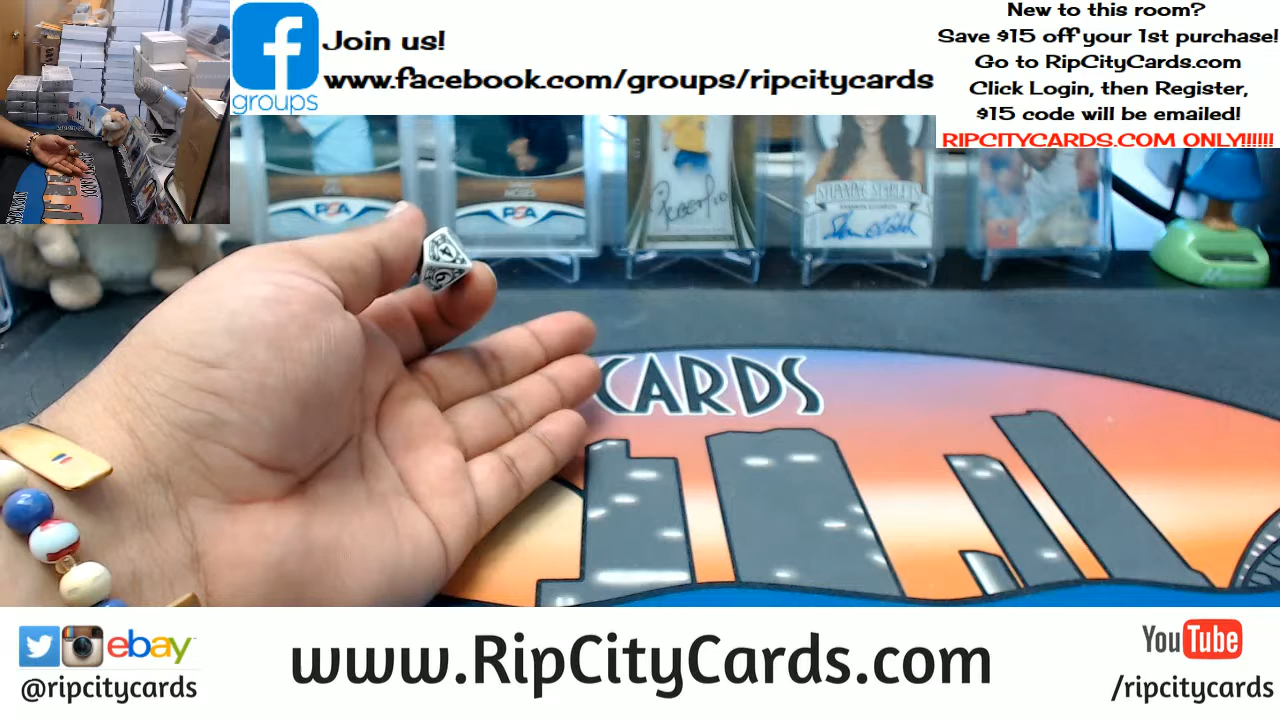 groups
Join us!
www.facebook.com/groups/ripcitycards
New to this room?
Save $15 off your 1st purchase!
Go to RipCityCards.com
Click Login, then Register,
$15 code will be emailed!
RIPCITYCARDS.COM ONLY!!!!!!
PSA
PSA
STUNNING STARLETS
CARDS
ebay
@ripcitycards
www.RipCityCards.com
YouTube
/ripcitycards